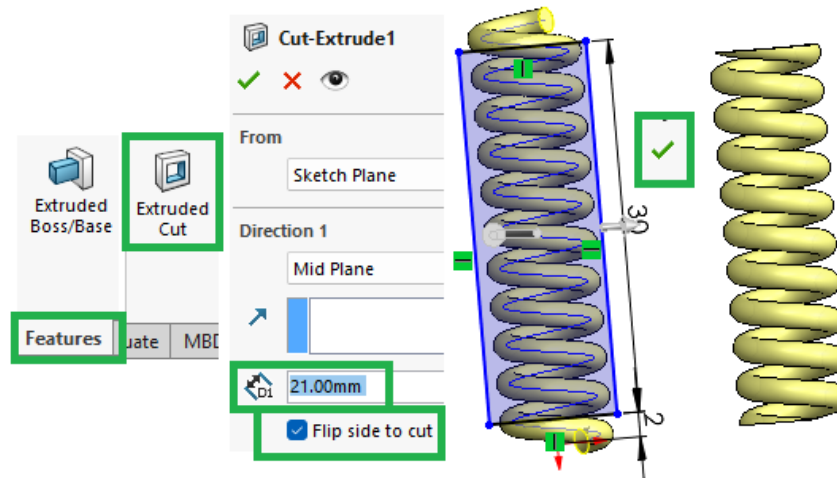 Extruded
Boss/Base
Extruded
Cut
Features
uate
MBD
Cut-Extrude1
From
Sketch Plane
Direction 1
Mid Plane
D1
21.00mm
Flip side to cut
30
2